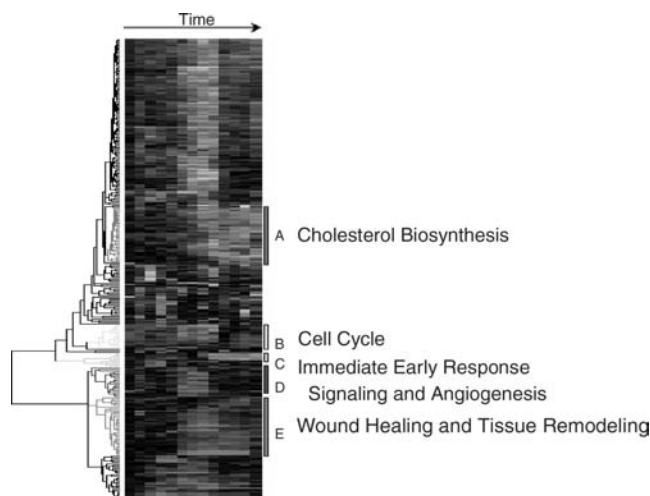 Time
A Cholesterol Biosynthesis
B Cell Cycle
C Immediate Early Response
D Signaling and Angiogenesis
E Wound Healing and Tissue Remodeling